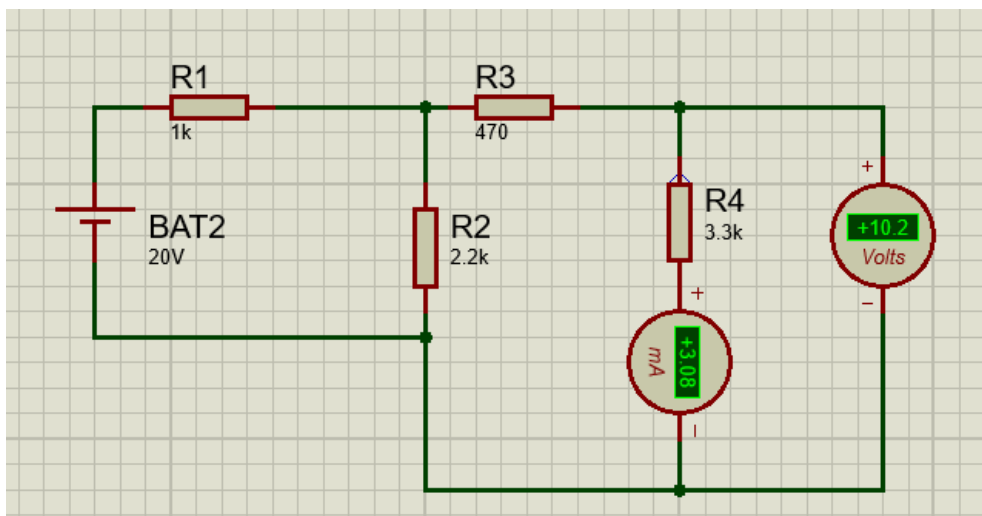 R1
1k
R3
470
BAT2
20V
R2
2.2k
R4
3.3k
+
+10.2
Volts
−
+
+3.08
mA
−